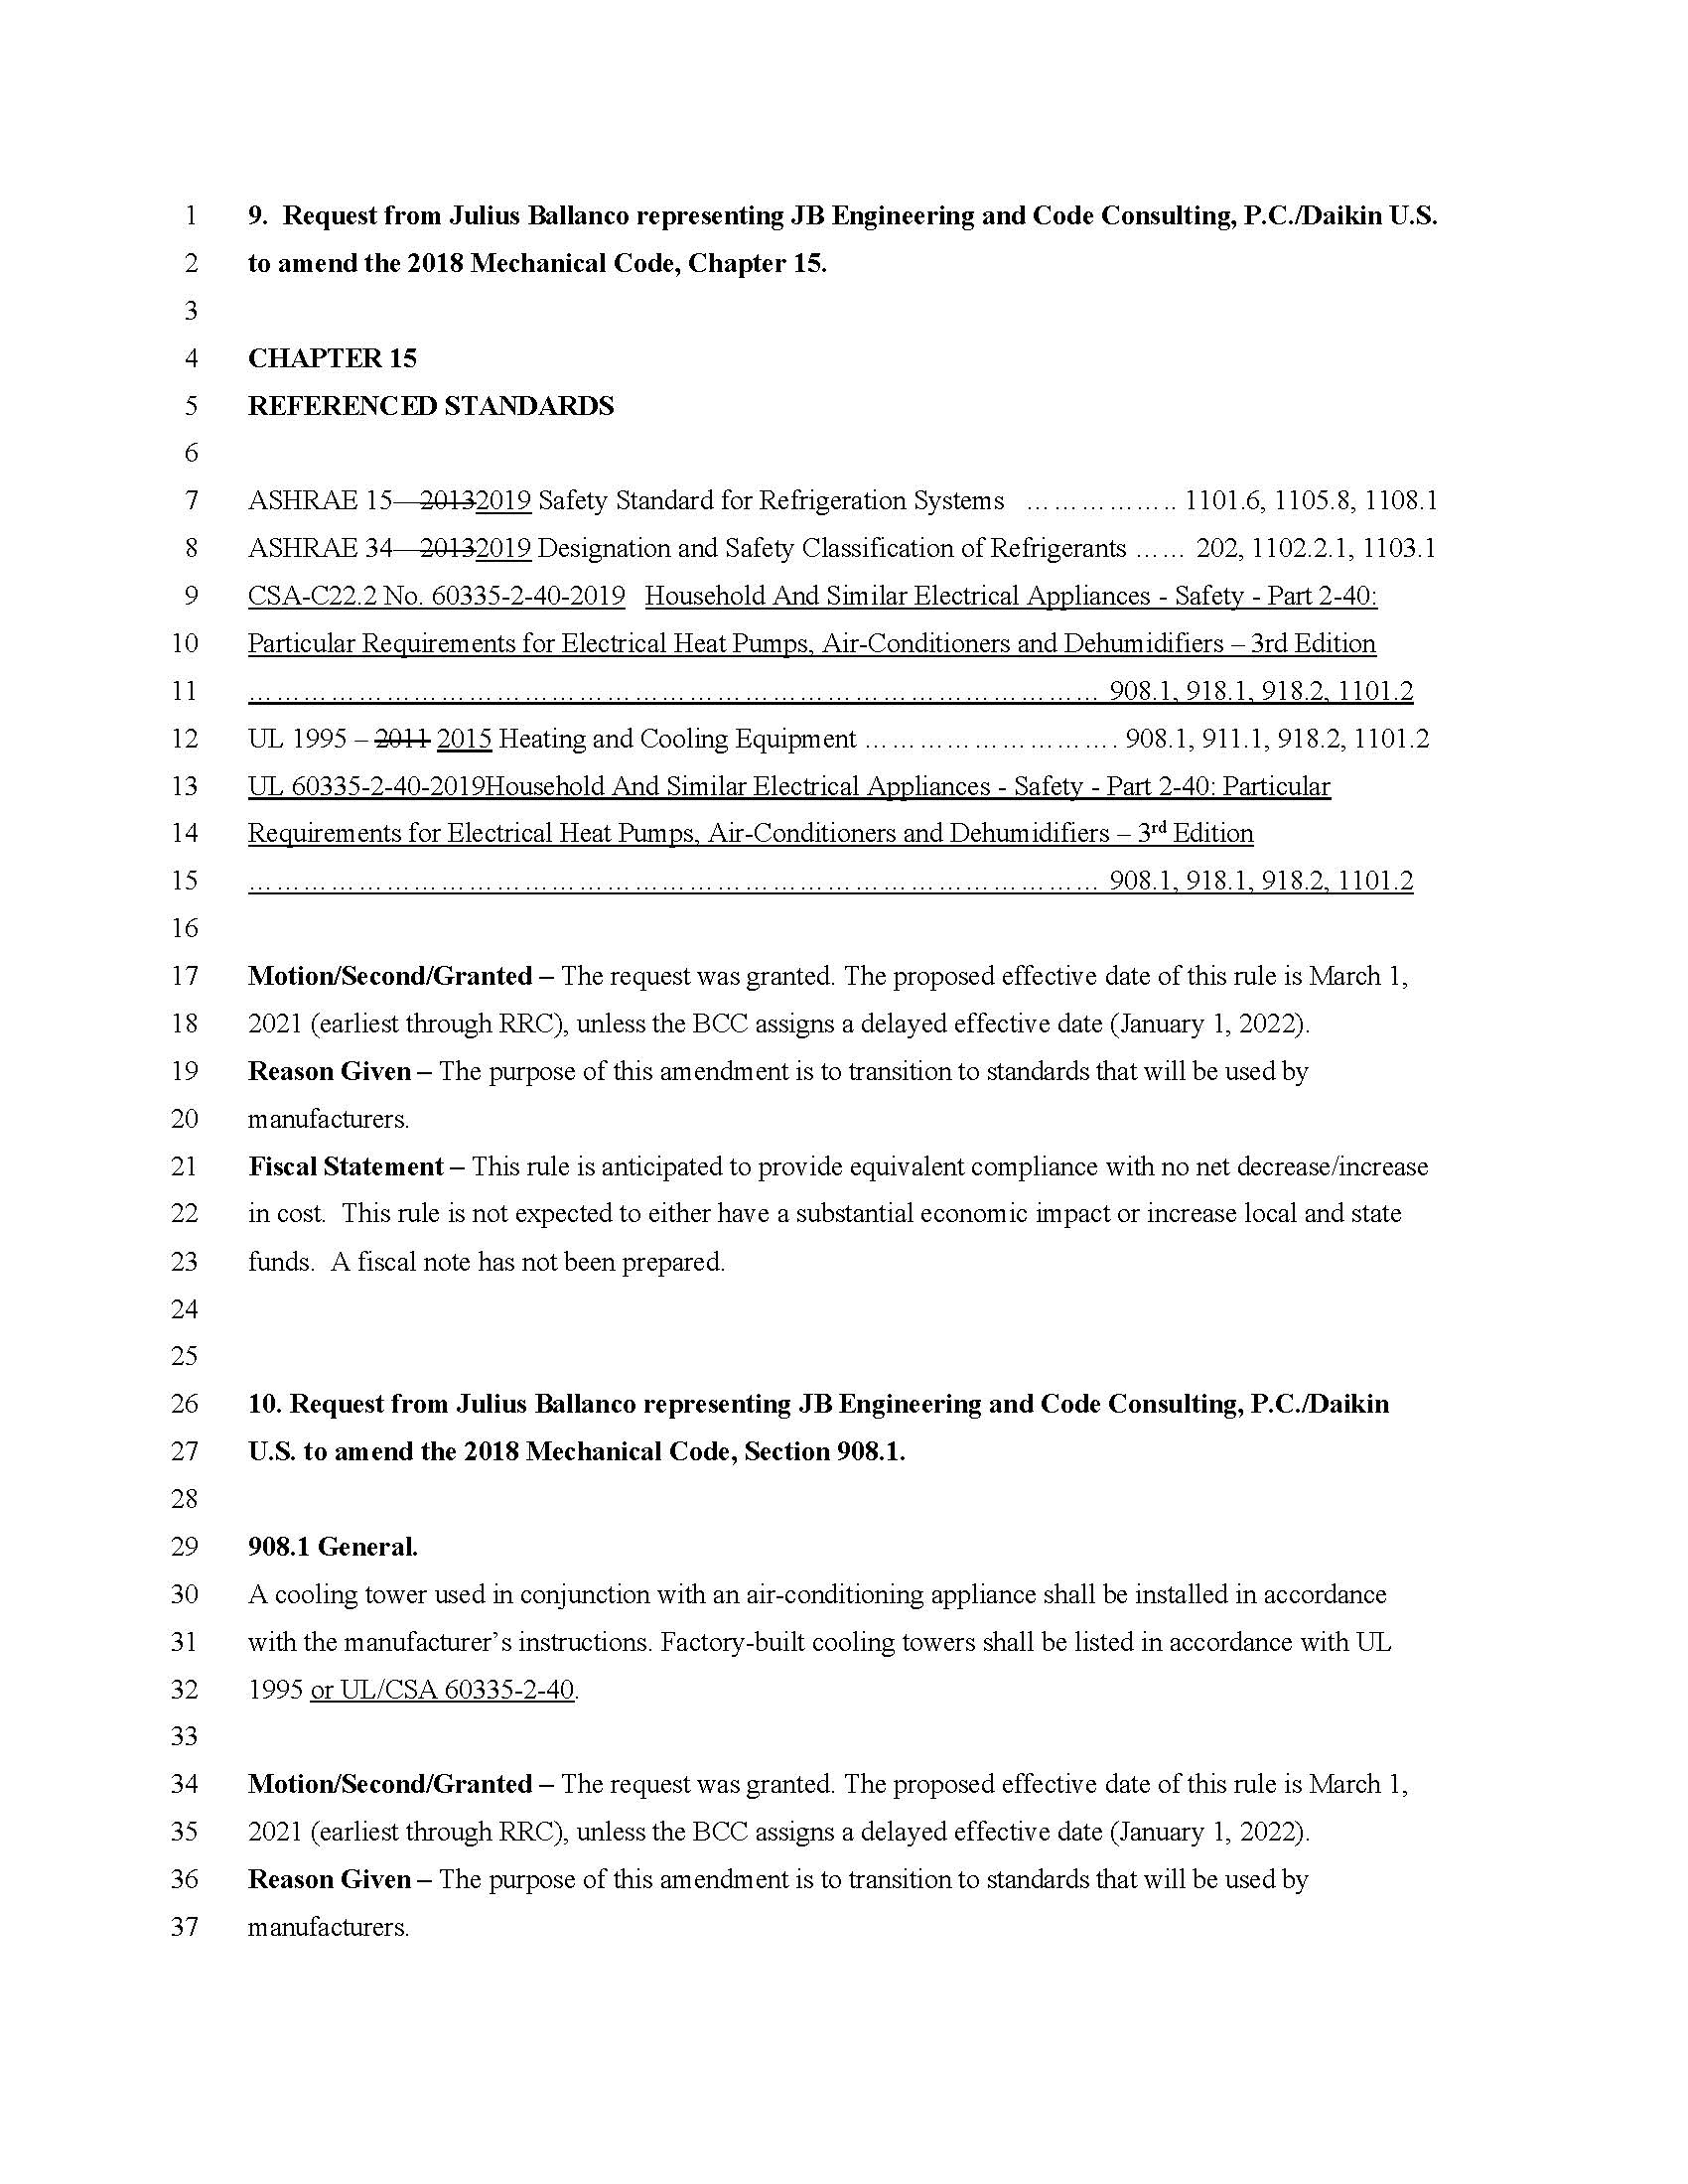 1 9.  Request from Julius Ballanco representing JB Engineering and Code Consulting, P.C./Daikin U.S.
2 to amend the 2018 Mechanical Code, Chapter 15.
3
4 CHAPTER 15
5 REFERENCED STANDARDS
6
7 ASHRAE 15—20132019 Safety Standard for Refrigeration Systems …………….. 1101.6, 1105.8, 1108.1
8 ASHRAE 34—20132019 Designation and Safety Classification of Refrigerants …… 202, 1102.2.1, 1103.1
9 CSA-C22.2 No. 60335-2-40-2019 Household And Similar Electrical Appliances - Safety - Part 2-40:
10 Particular Requirements for Electrical Heat Pumps, Air-Conditioners and Dehumidifiers – 3rd Edition
11 ………………………………………………………………………………… 908.1, 918.1, 918.2, 1101.2
12 UL 1995 – 2011 2015 Heating and Cooling Equipment ………………………. 908.1, 911.1, 918.2, 1101.2
13 UL 60335-2-40-2019Household And Similar Electrical Appliances - Safety - Part 2-40: Particular
14 Requirements for Electrical Heat Pumps, Air-Conditioners and Dehumidifiers – 3rd Edition
15 ………………………………………………………………………………… 908.1, 918.1, 918.2, 1101.2
16
17 Motion/Second/Granted – The request was granted. The proposed effective date of this rule is March 1,
18 2021 (earliest through RRC), unless the BCC assigns a delayed effective date (January 1, 2022).
19 Reason Given – The purpose of this amendment is to transition to standards that will be used by
20 manufacturers.
21 Fiscal Statement – This rule is anticipated to provide equivalent compliance with no net decrease/increase
22 in cost.  This rule is not expected to either have a substantial economic impact or increase local and state
23 funds.  A fiscal note has not been prepared.
24
25
26 10. Request from Julius Ballanco representing JB Engineering and Code Consulting, P.C./Daikin
27 U.S. to amend the 2018 Mechanical Code, Section 908.1.
28
29 908.1 General.
30 A cooling tower used in conjunction with an air-conditioning appliance shall be installed in accordance
31 with the manufacturer’s instructions. Factory-built cooling towers shall be listed in accordance with UL
32 1995 or UL/CSA 60335-2-40.
33
34 Motion/Second/Granted – The request was granted. The proposed effective date of this rule is March 1,
35 2021 (earliest through RRC), unless the BCC assigns a delayed effective date (January 1, 2022).
36 Reason Given – The purpose of this amendment is to transition to standards that will be used by
37 manufacturers.